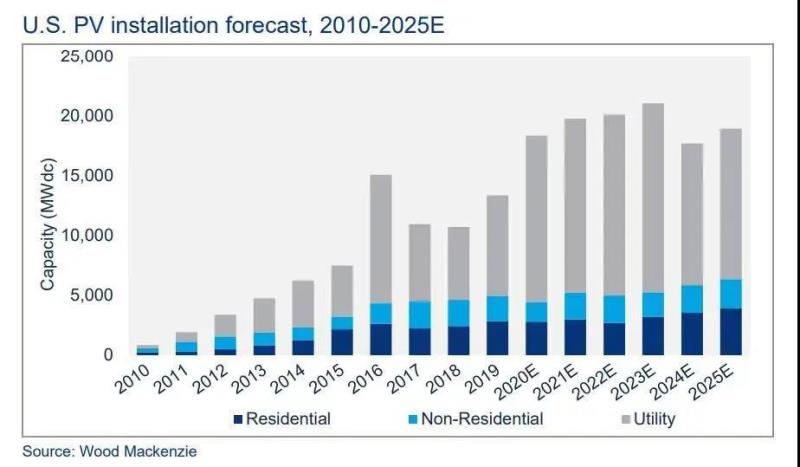 U.S. PV installation forecast, 2010-2025E
Capacity (MWdc)
25,000
20,000
15,000
10,000
5,000
0
2010
2011
2012
2013
2014
2015
2016
2017
2018
2019
2020E
2021E
2022E
2023E
2024E
2025E
Residential
Non-Residential
Utility
Source: Wood Mackenzie